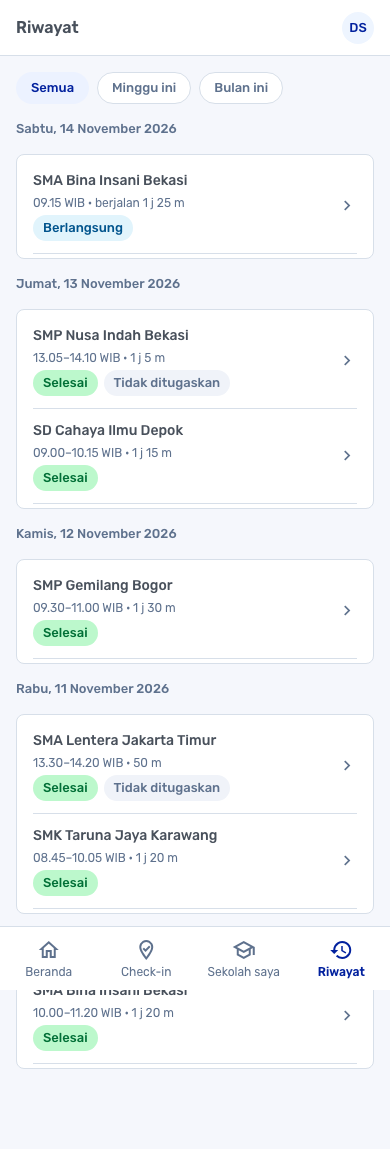 Riwayat
DS
Semua
Minggu ini
Bulan ini
Sabtu, 14 November 2026
SMA Bina Insani Bekasi
09.15 WIB • berjalan 1 j 25 m
Berlangsung
Jumat, 13 November 2026
SMP Nusa Indah Bekasi
13.05–14.10 WIB • 1 j 5 m
Selesai
Tidak ditugaskan
SD Cahaya Ilmu Depok
09.00–10.15 WIB • 1 j 15 m
Selesai
Kamis, 12 November 2026
SMP Gemilang Bogor
09.30–11.00 WIB • 1 j 30 m
Selesai
Rabu, 11 November 2026
SMA Lentera Jakarta Timur
13.30–14.20 WIB • 50 m
Selesai
Tidak ditugaskan
SMK Taruna Jaya Karawang
08.45–10.05 WIB • 1 j 20 m
Selesai
Beranda
Check-in
Sekolah saya
Riwayat
SMA Bina Insani Bekasi
10.00–11.20 WIB • 1 j 20 m
Selesai